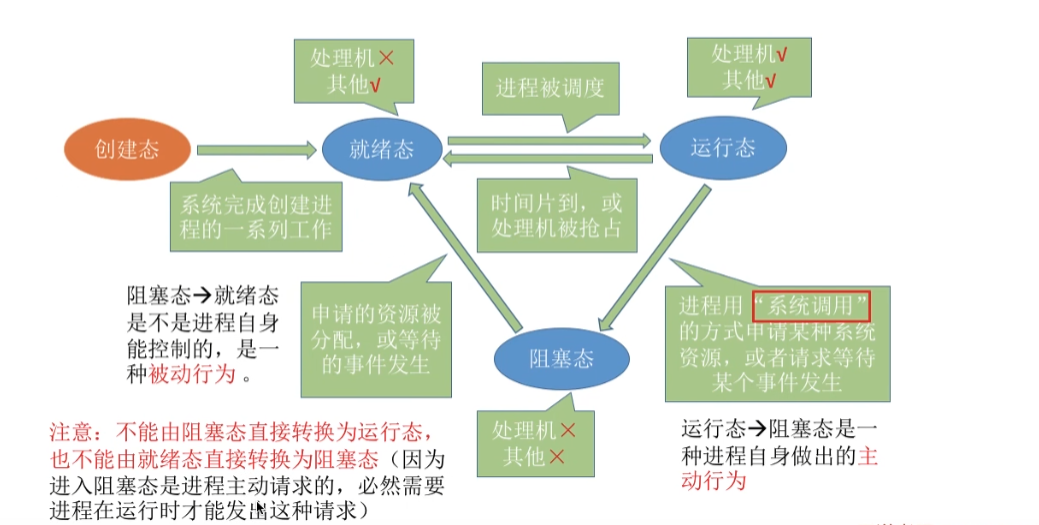 处理机×
其他√
处理机√
其他√
进程被调度
创建态
就绪态
运行态
系统完成创建进
程的一系列工作
时间片到，或
处理机被抢占
阻塞态→就绪态
是不是进程自身
能控制的，是一
种被动行为 。
申请的资源被
分配，或等待
的事件发生
进程用“系统调用”
的方式申请某种系统
资源，或者请求等待
某个事件发生
阻塞态
处理机×
其他×
运行态→阻塞态是一
种进程自身做出的主
动行为
注意：不能由阻塞态直接转换为运行态，
也不能由就绪态直接转换为阻塞态（因为
进入阻塞态是进程主动请求的，必然需要
进程在运行时才能发出这种请求）